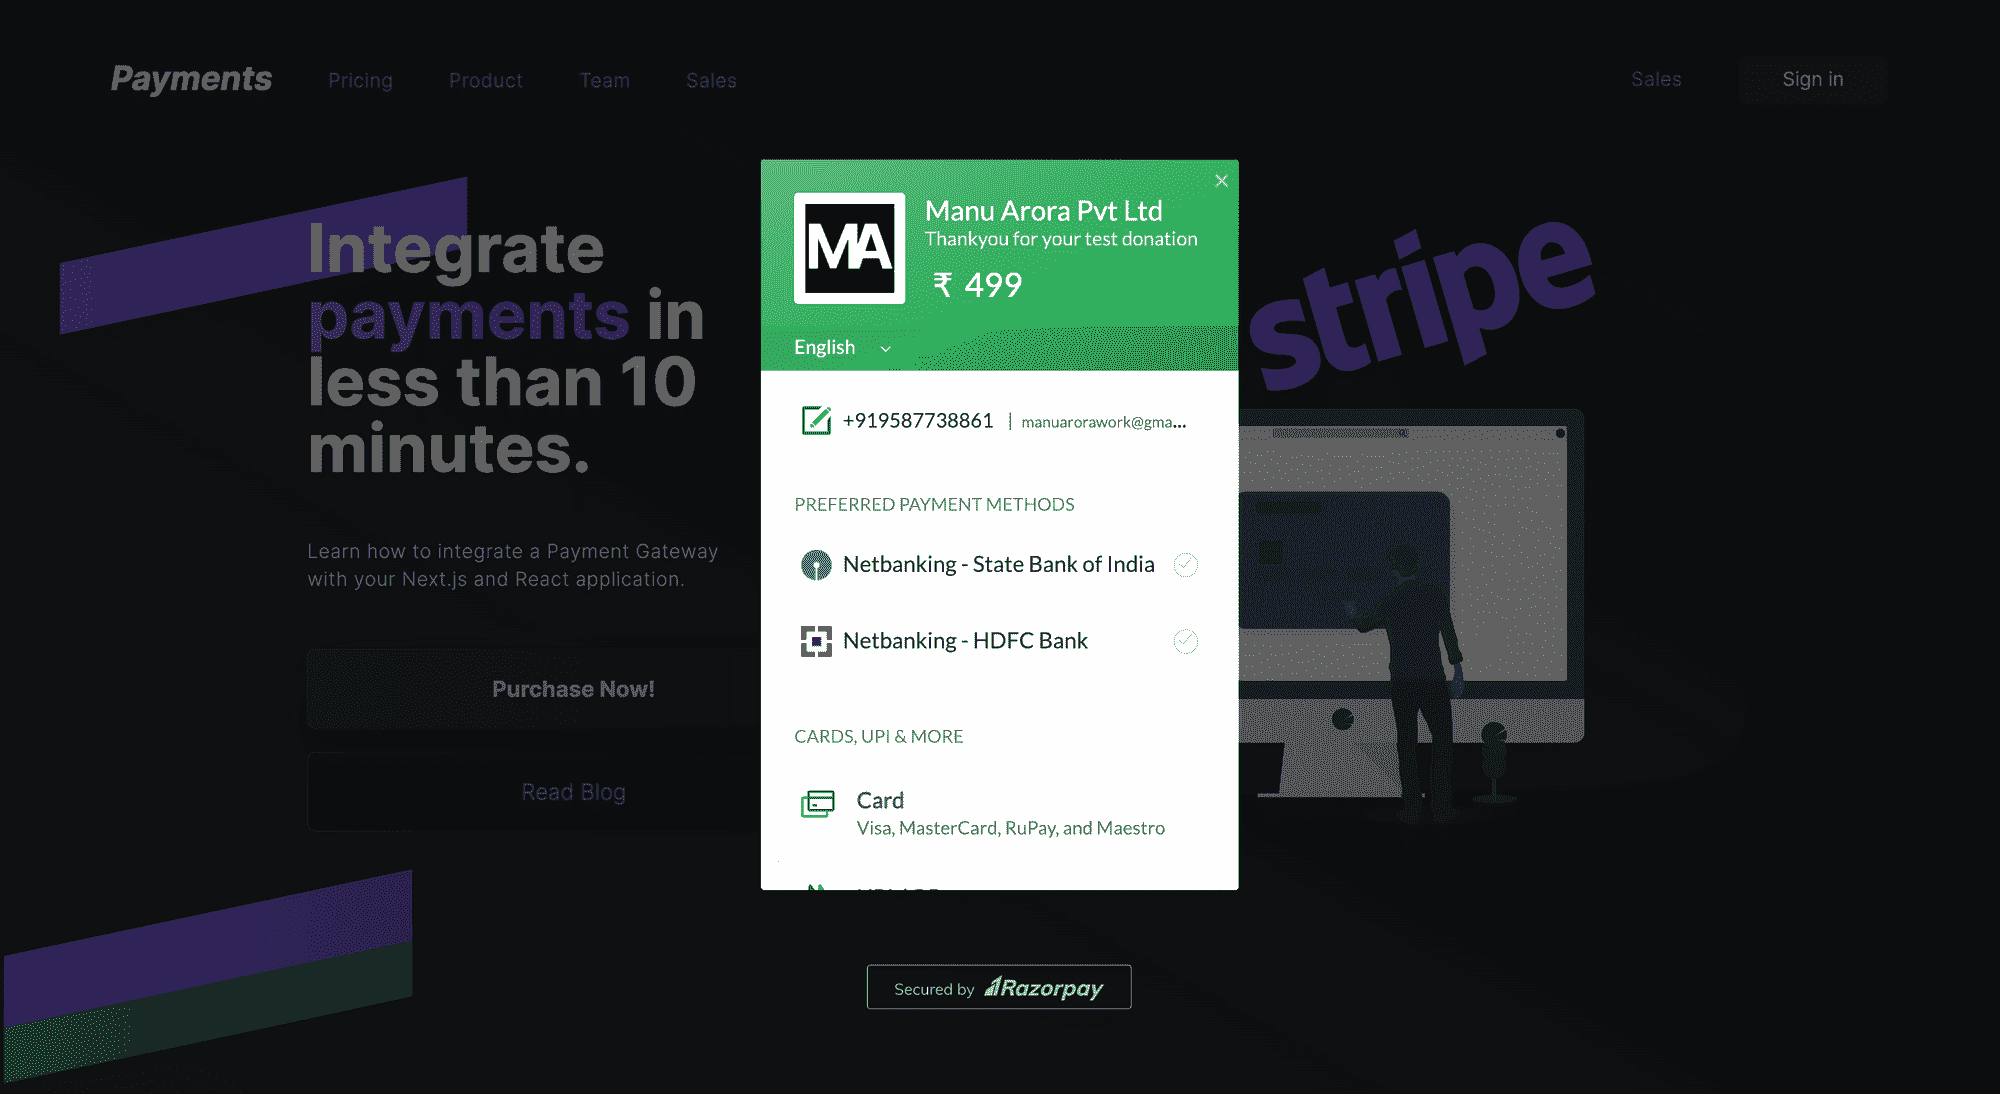 Payments
Pricing
Product
Team
Sales
Sales
Sign in
Integrate
payments in
less than 10
minutes.
Learn how to integrate a Payment Gateway
with your Next.js and React application.
Purchase Now!
Read Blog
MA
Manu Arora Pvt Ltd
Thankyou for your test donation
₹ 499
English
+919587738861 | manuarorawork@gma...
PREFERRED PAYMENT METHODS
Netbanking - State Bank of India
Netbanking - HDFC Bank
CARDS, UPI & MORE
Card
Visa, MasterCard, RuPay, and Maestro
stripe
Secured by Razorpay